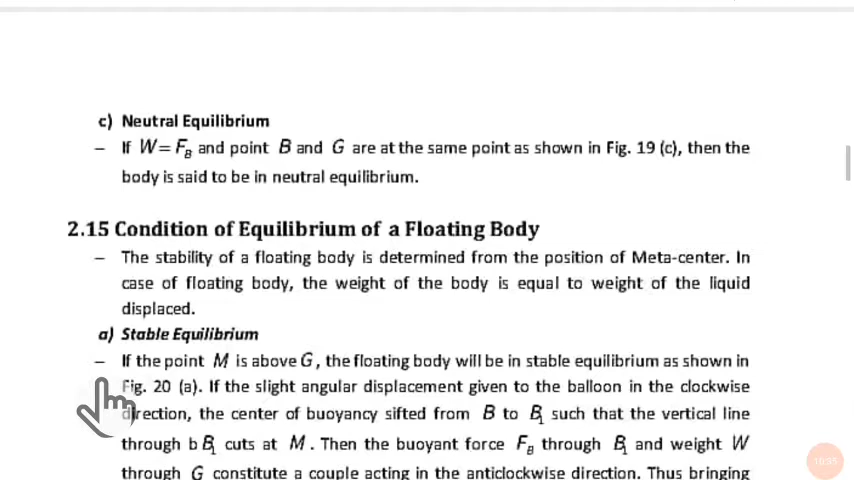 c) Neutral Equilibrium
– If W = F_B and point B and G are at the same point as shown in Fig. 19 (c), then the
body is said to be in neutral equilibrium.
2.15 Condition of Equilibrium of a Floating Body
– The stability of a floating body is determined from the position of Meta-center. In
case of floating body, the weight of the body is equal to weight of the liquid
displaced.
a) Stable Equilibrium
– If the point M is above G, the floating body will be in stable equilibrium as shown in
Fig. 20 (a). If the slight angular displacement given to the balloon in the clockwise
direction, the center of buoyancy sifted from B to B₁ such that the vertical line
through b B₁ cuts at M. Then the buoyant force F_B through B₁ and weight W
through G constitute a couple acting in the anticlockwise direction. Thus bringing
10:35